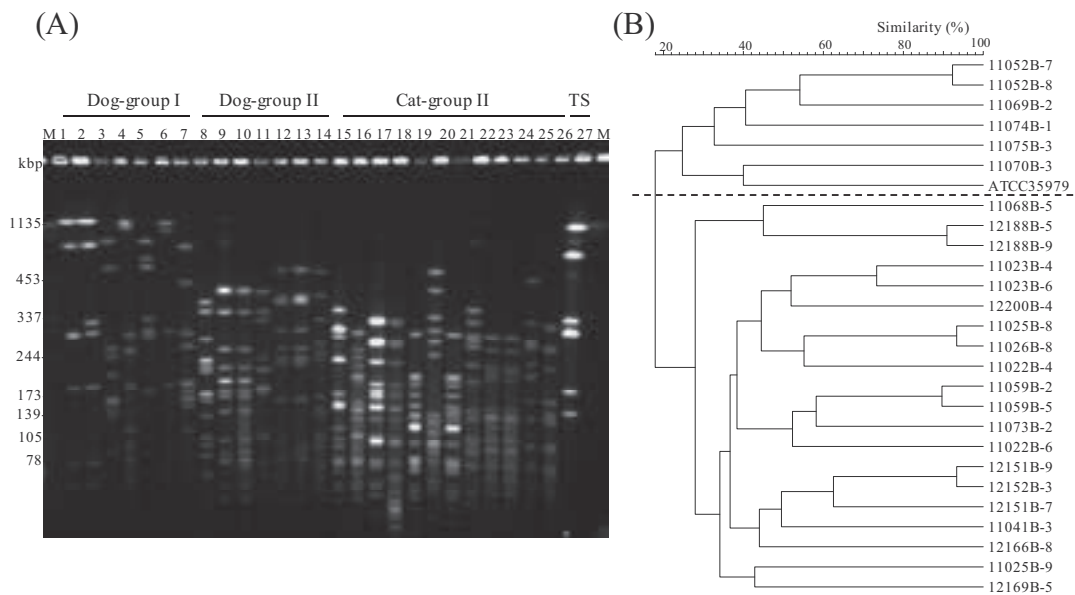 (A)
Dog-group I Dog-group II Cat-group II TS
M 1 2 3 4 5 6 7 8 9 10 11 12 13 14 15 16 17 18 19 20 21 22 23 24 25 26 27 M
kbp
1135
453
337
244
173
139
105
78
(B)
Similarity (%)
20 40 60 80 100
11052B-7
11052B-8
11069B-2
11074B-1
11075B-3
11070B-3
ATCC35979
11068B-5
12188B-5
12188B-9
11023B-4
11023B-6
12200B-4
11025B-8
11026B-8
11022B-4
11059B-2
11059B-5
11073B-2
11022B-6
12151B-9
12152B-3
12151B-7
11041B-3
12166B-8
11025B-9
12169B-5